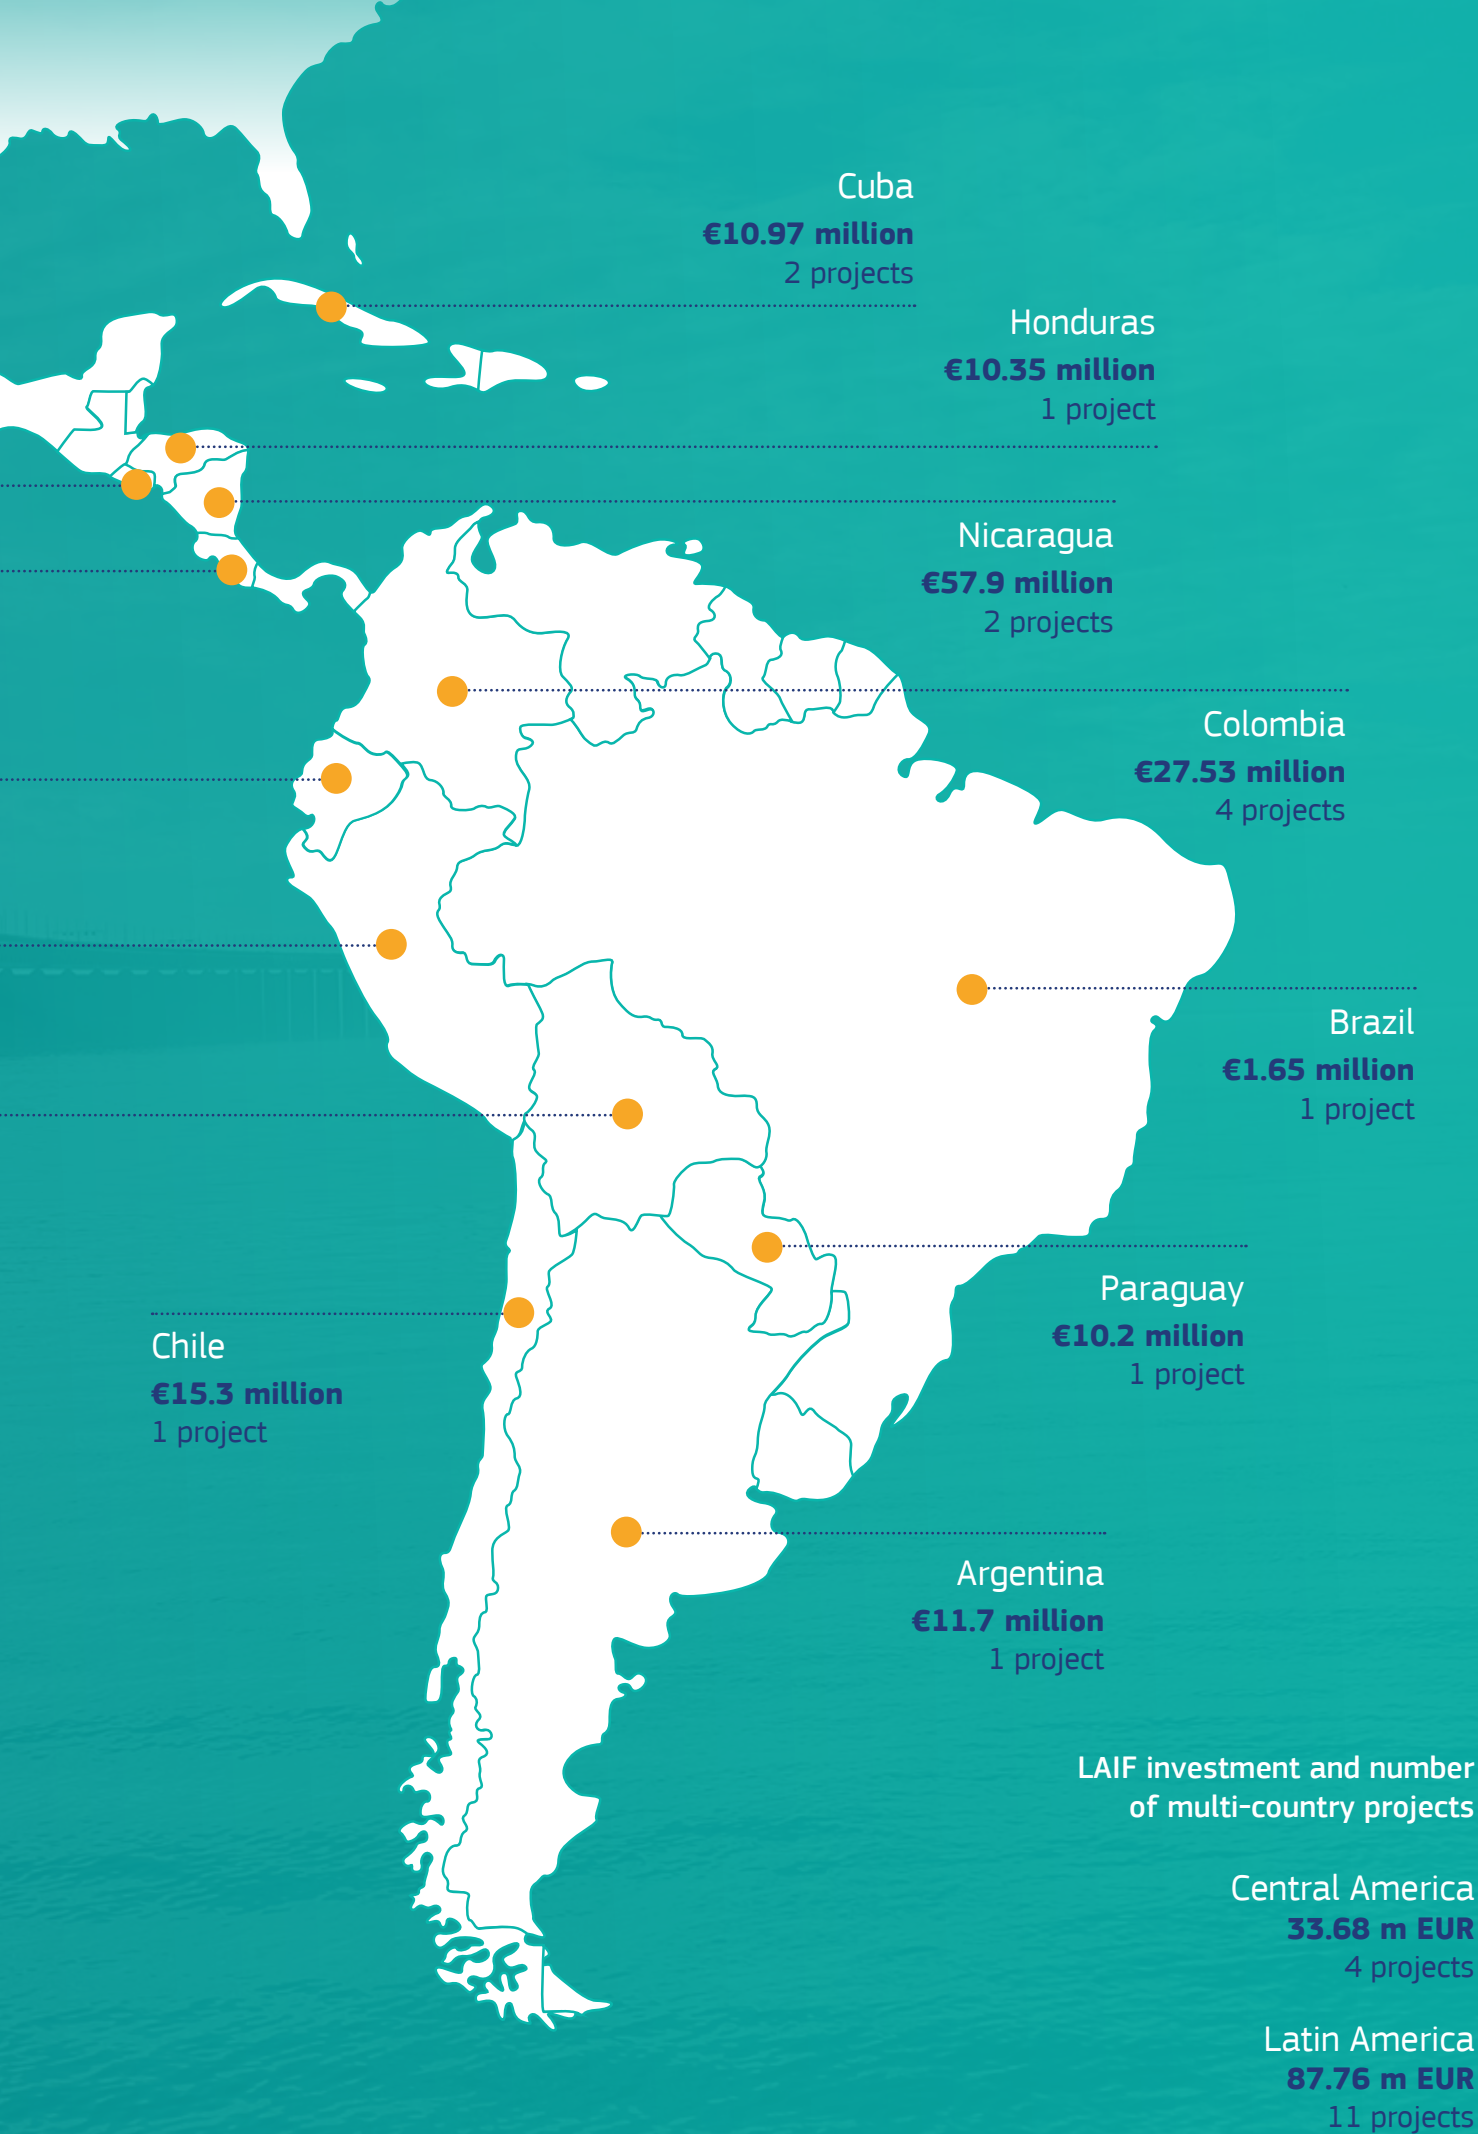 Cuba
€10.97 million
2 projects
Honduras
€10.35 million
1 project
Nicaragua
€57.9 million
2 projects
Colombia
€27.53 million
4 projects
Brazil
€1.65 million
1 project
Paraguay
€10.2 million
1 project
Chile
€15.3 million
1 project
Argentina
€11.7 million
1 project
LAIF investment and number
of multi-country projects
Central America
33.68 m EUR
4 projects
Latin America
87.76 m EUR
11 projects